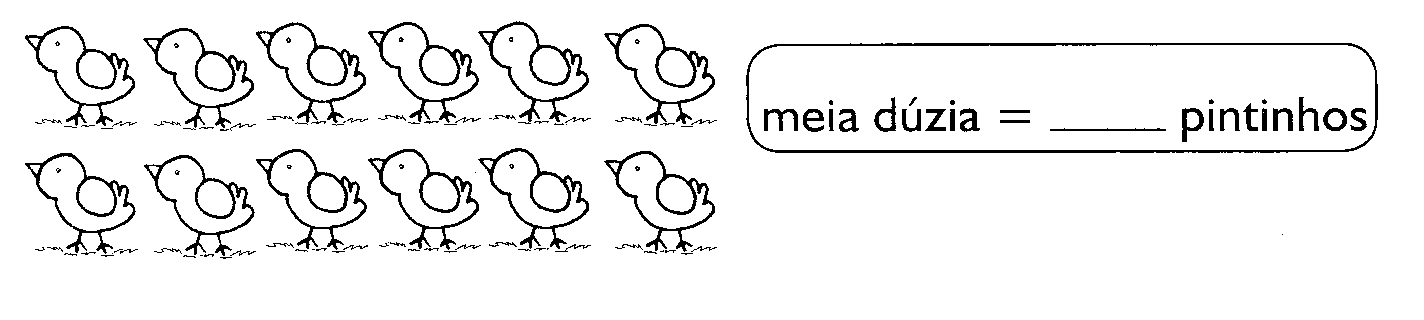 meia dúzia = _____ pintinhos